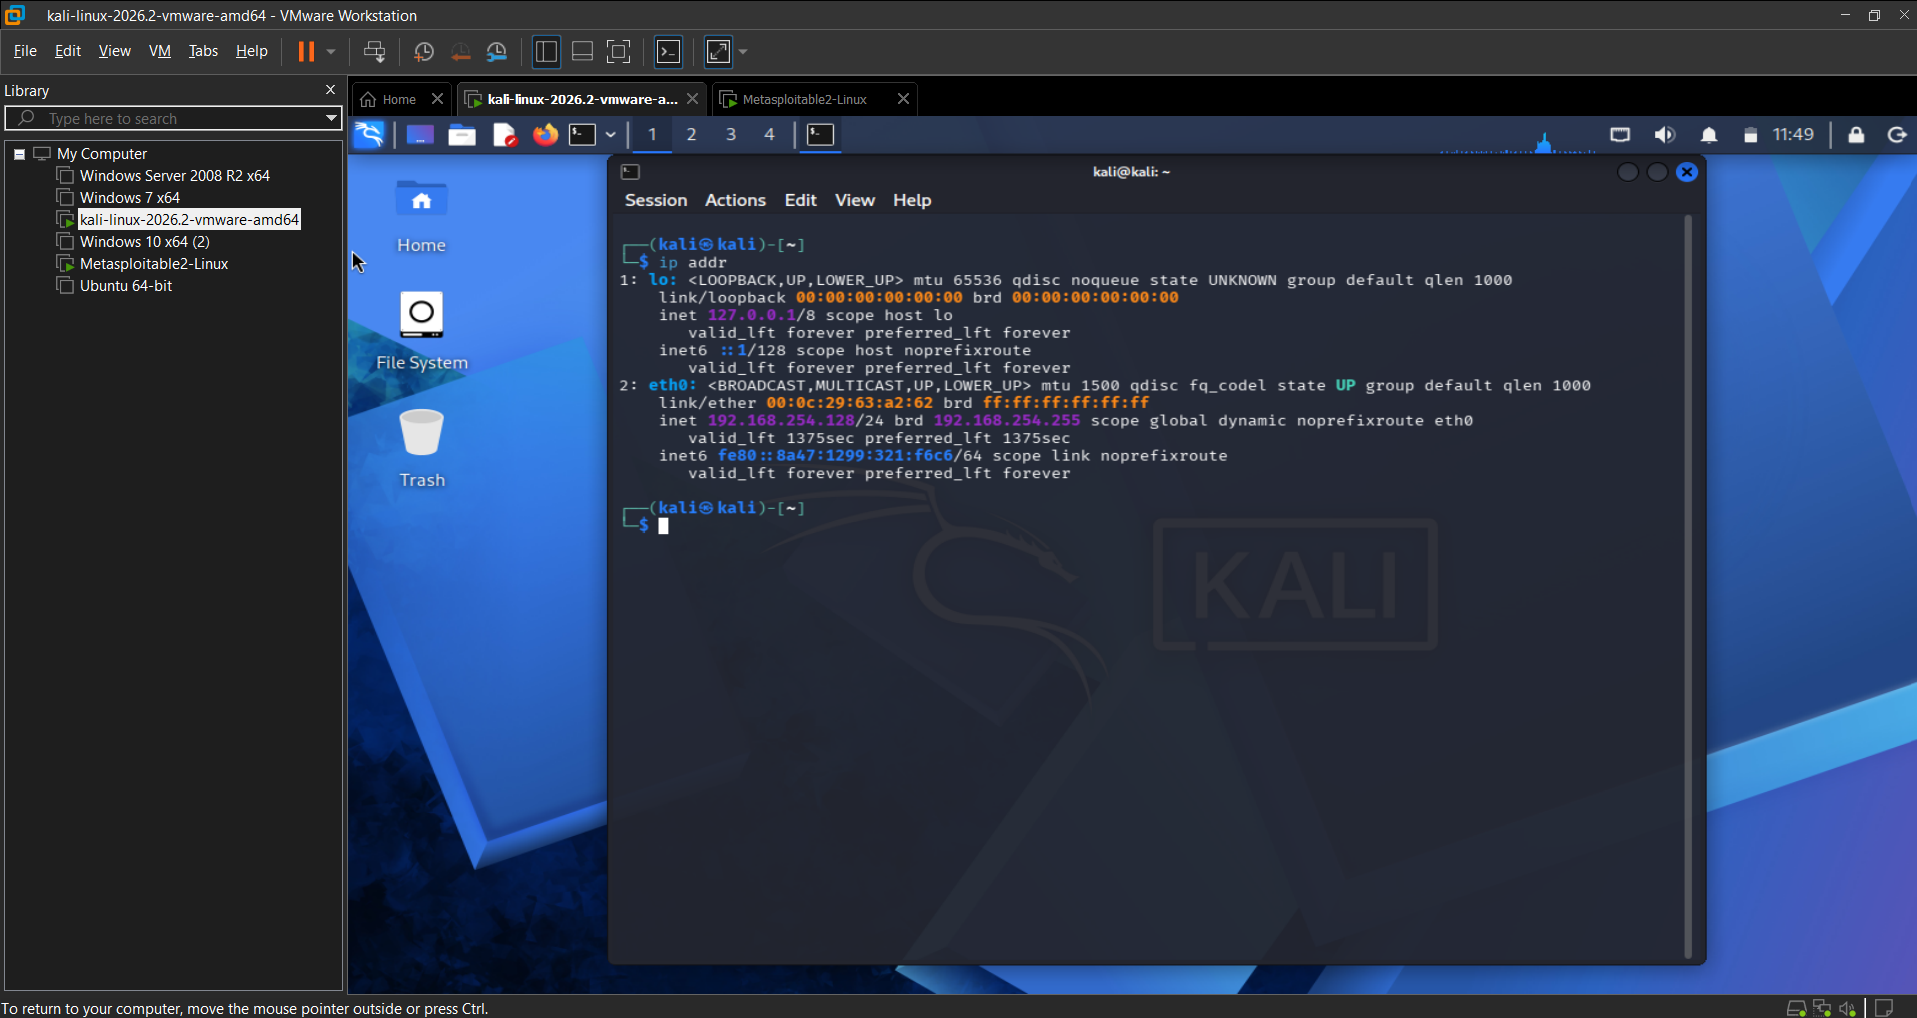 kali-linux-2026.2-vmware-amd64 - VMware Workstation
File Edit View VM Tabs Help
Library
Type here to search
My Computer
Windows Server 2008 R2 x64
Windows 7 x64
kali-linux-2026.2-vmware-amd64
Windows 10 x64 (2)
Metasploitable2-Linux
Ubuntu 64-bit
Home kali-linux-2026.2-vmware-a... Metasploitable2-Linux
1 2 3 4 11:49
Home
File System
Trash
kali@kali: ~
Session Actions Edit View Help
┌──(kali㉿kali)-[~]
└─$ ip addr
1: lo: <LOOPBACK,UP,LOWER_UP> mtu 65536 qdisc noqueue state UNKNOWN group default qlen 1000
link/loopback 00:00:00:00:00:00 brd 00:00:00:00:00:00
inet 127.0.0.1/8 scope host lo
valid_lft forever preferred_lft forever
inet6 ::1/128 scope host noprefixroute
valid_lft forever preferred_lft forever
2: eth0: <BROADCAST,MULTICAST,UP,LOWER_UP> mtu 1500 qdisc fq_codel state UP group default qlen 1000
link/ether 00:0c:29:63:a2:62 brd ff:ff:ff:ff:ff:ff
inet 192.168.254.128/24 brd 192.168.254.255 scope global dynamic noprefixroute eth0
valid_lft 1375sec preferred_lft 1375sec
inet6 fe80::8a47:1299:321:f6c6/64 scope link noprefixroute
valid_lft forever preferred_lft forever
┌──(kali㉿kali)-[~]
└─$
KALI
To return to your computer, move the mouse pointer outside or press Ctrl.